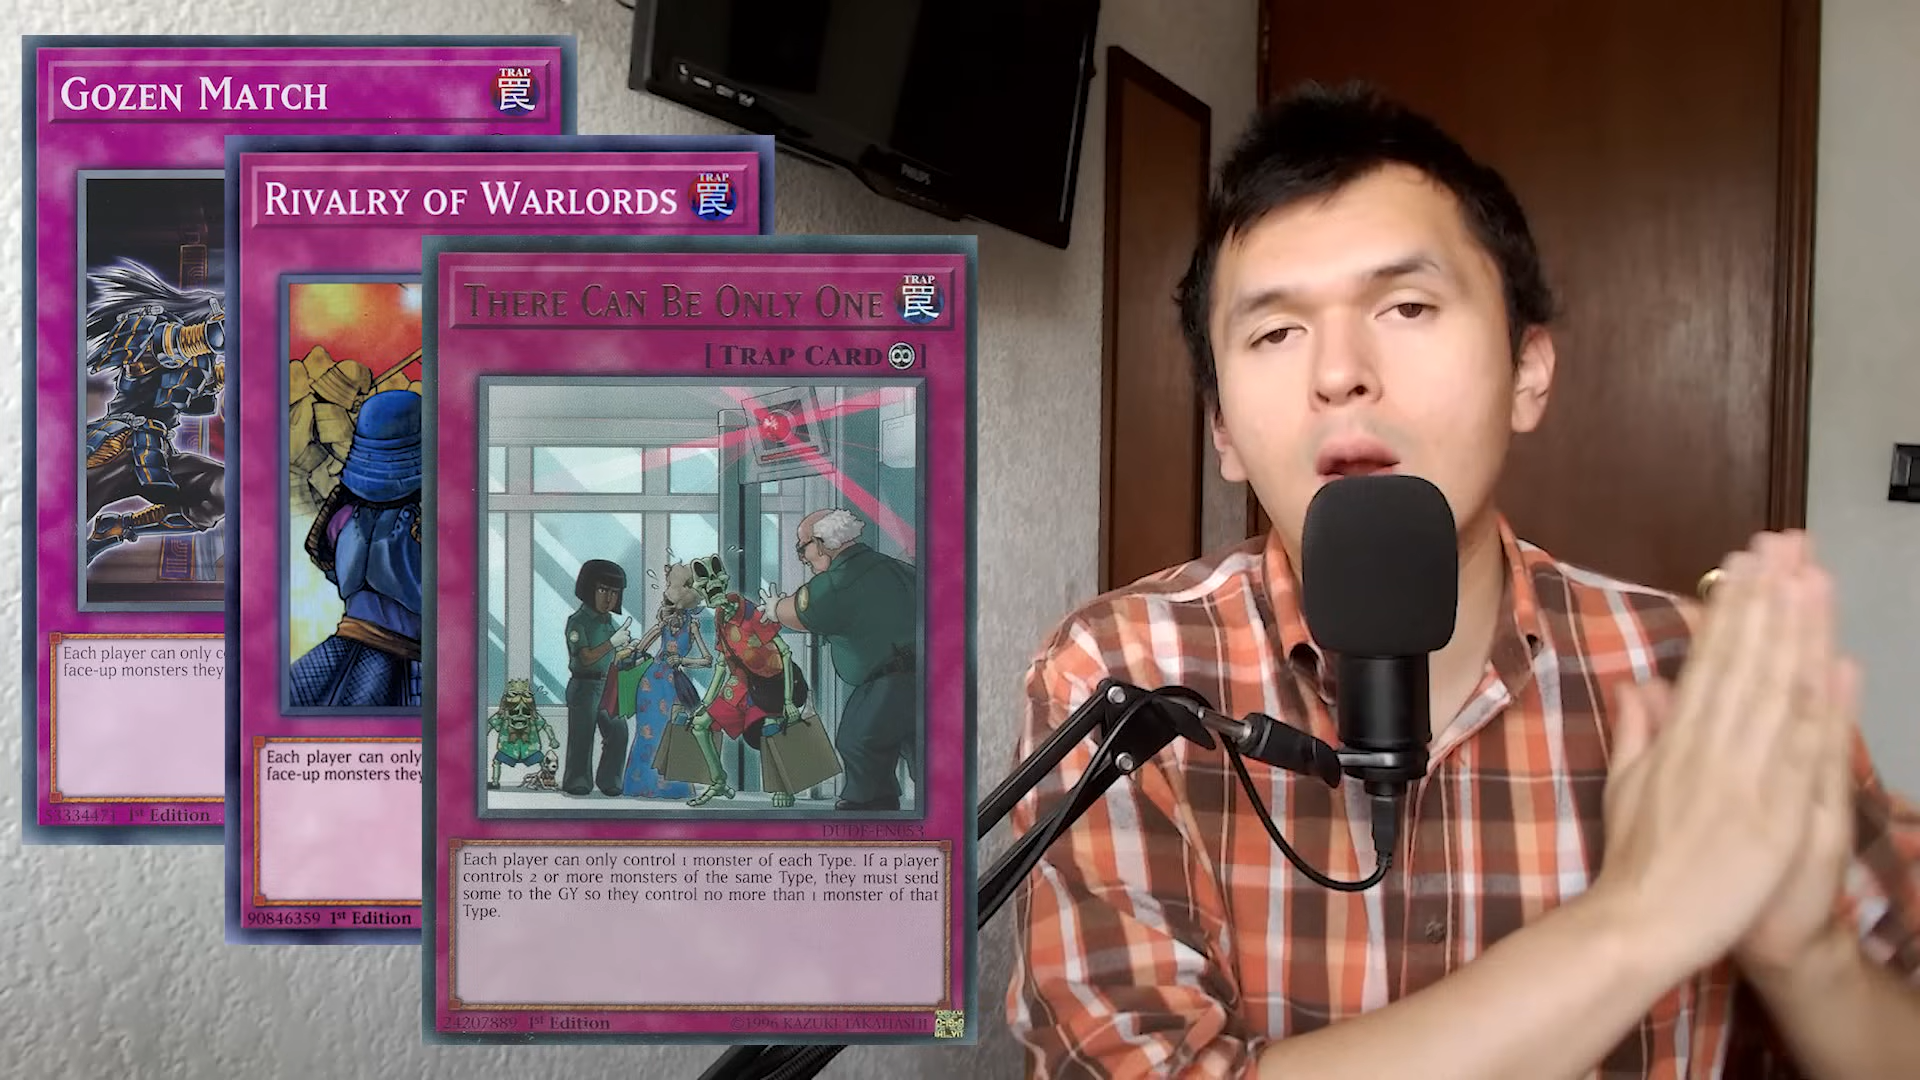 GOZEN MATCH
TRAP
罠
Each player can only c
face-up monsters they
53334471 1st Edition
RIVALRY OF WARLORDS
TRAP
罠
Each player can only
face-up monsters they
90846359 1st Edition
THERE CAN BE ONLY ONE
TRAP
罠
[TRAP CARD ]
DUDE-EN053
Each player can only control 1 monster of each Type. If a player
controls 2 or more monsters of the same Type, they must send
some to the GY so they control no more than 1 monster of that
Type.
24207889 1st Edition
©1996 KAZUKI TAKAHASHI
PHILIPS